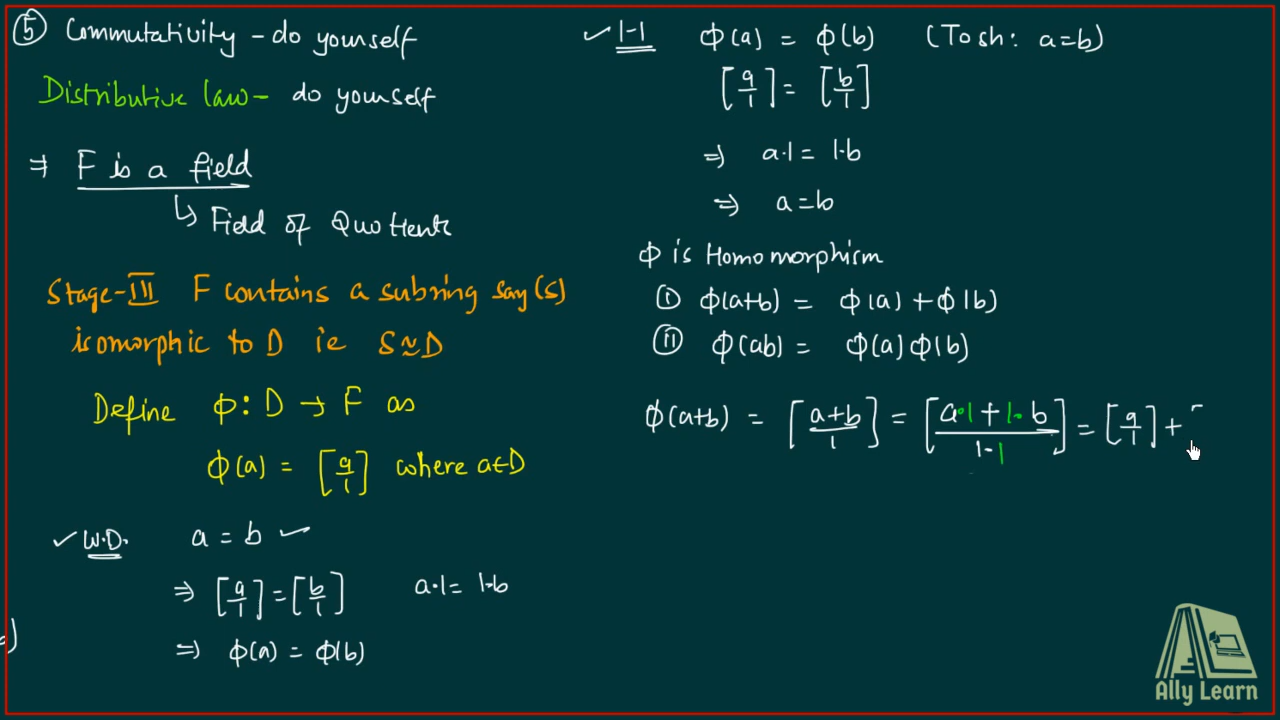 ⑤ Commutativity - do yourself
Distributive law - do yourself
⇒ F is a field
↳ Field of Quotients
Stage-III F contains a subring say (S)
isomorphic to D ie S≈D
Define ϕ: D → F as
ϕ(a) = [a/1] where a∈D
✓ W.D. a = b ✓
⇒ [a/1] = [b/1] a·1 = 1·b
⇒ ϕ(a) = ϕ(b)
✓ 1-1 ϕ(a) = ϕ(b) (To sh: a=b)
[a/1] = [b/1]
⇒ a·1 = 1·b
⇒ a=b
ϕ is Homomorphism
(i) ϕ(a+b) = ϕ(a) + ϕ(b)
(ii) ϕ(ab) = ϕ(a) ϕ(b)
ϕ(a+b) = [a+b/1] = [a·1 + 1·b/1·1] = [a/1] +
Ally Learn